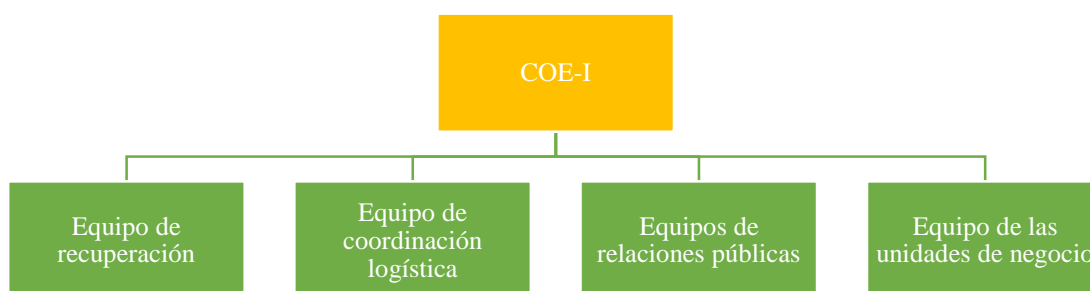 COE-I
Equipo de
recuperación
Equipo de
coordinación
logística
Equipos de
relaciones públicas
Equipo de las
unidades de negocio